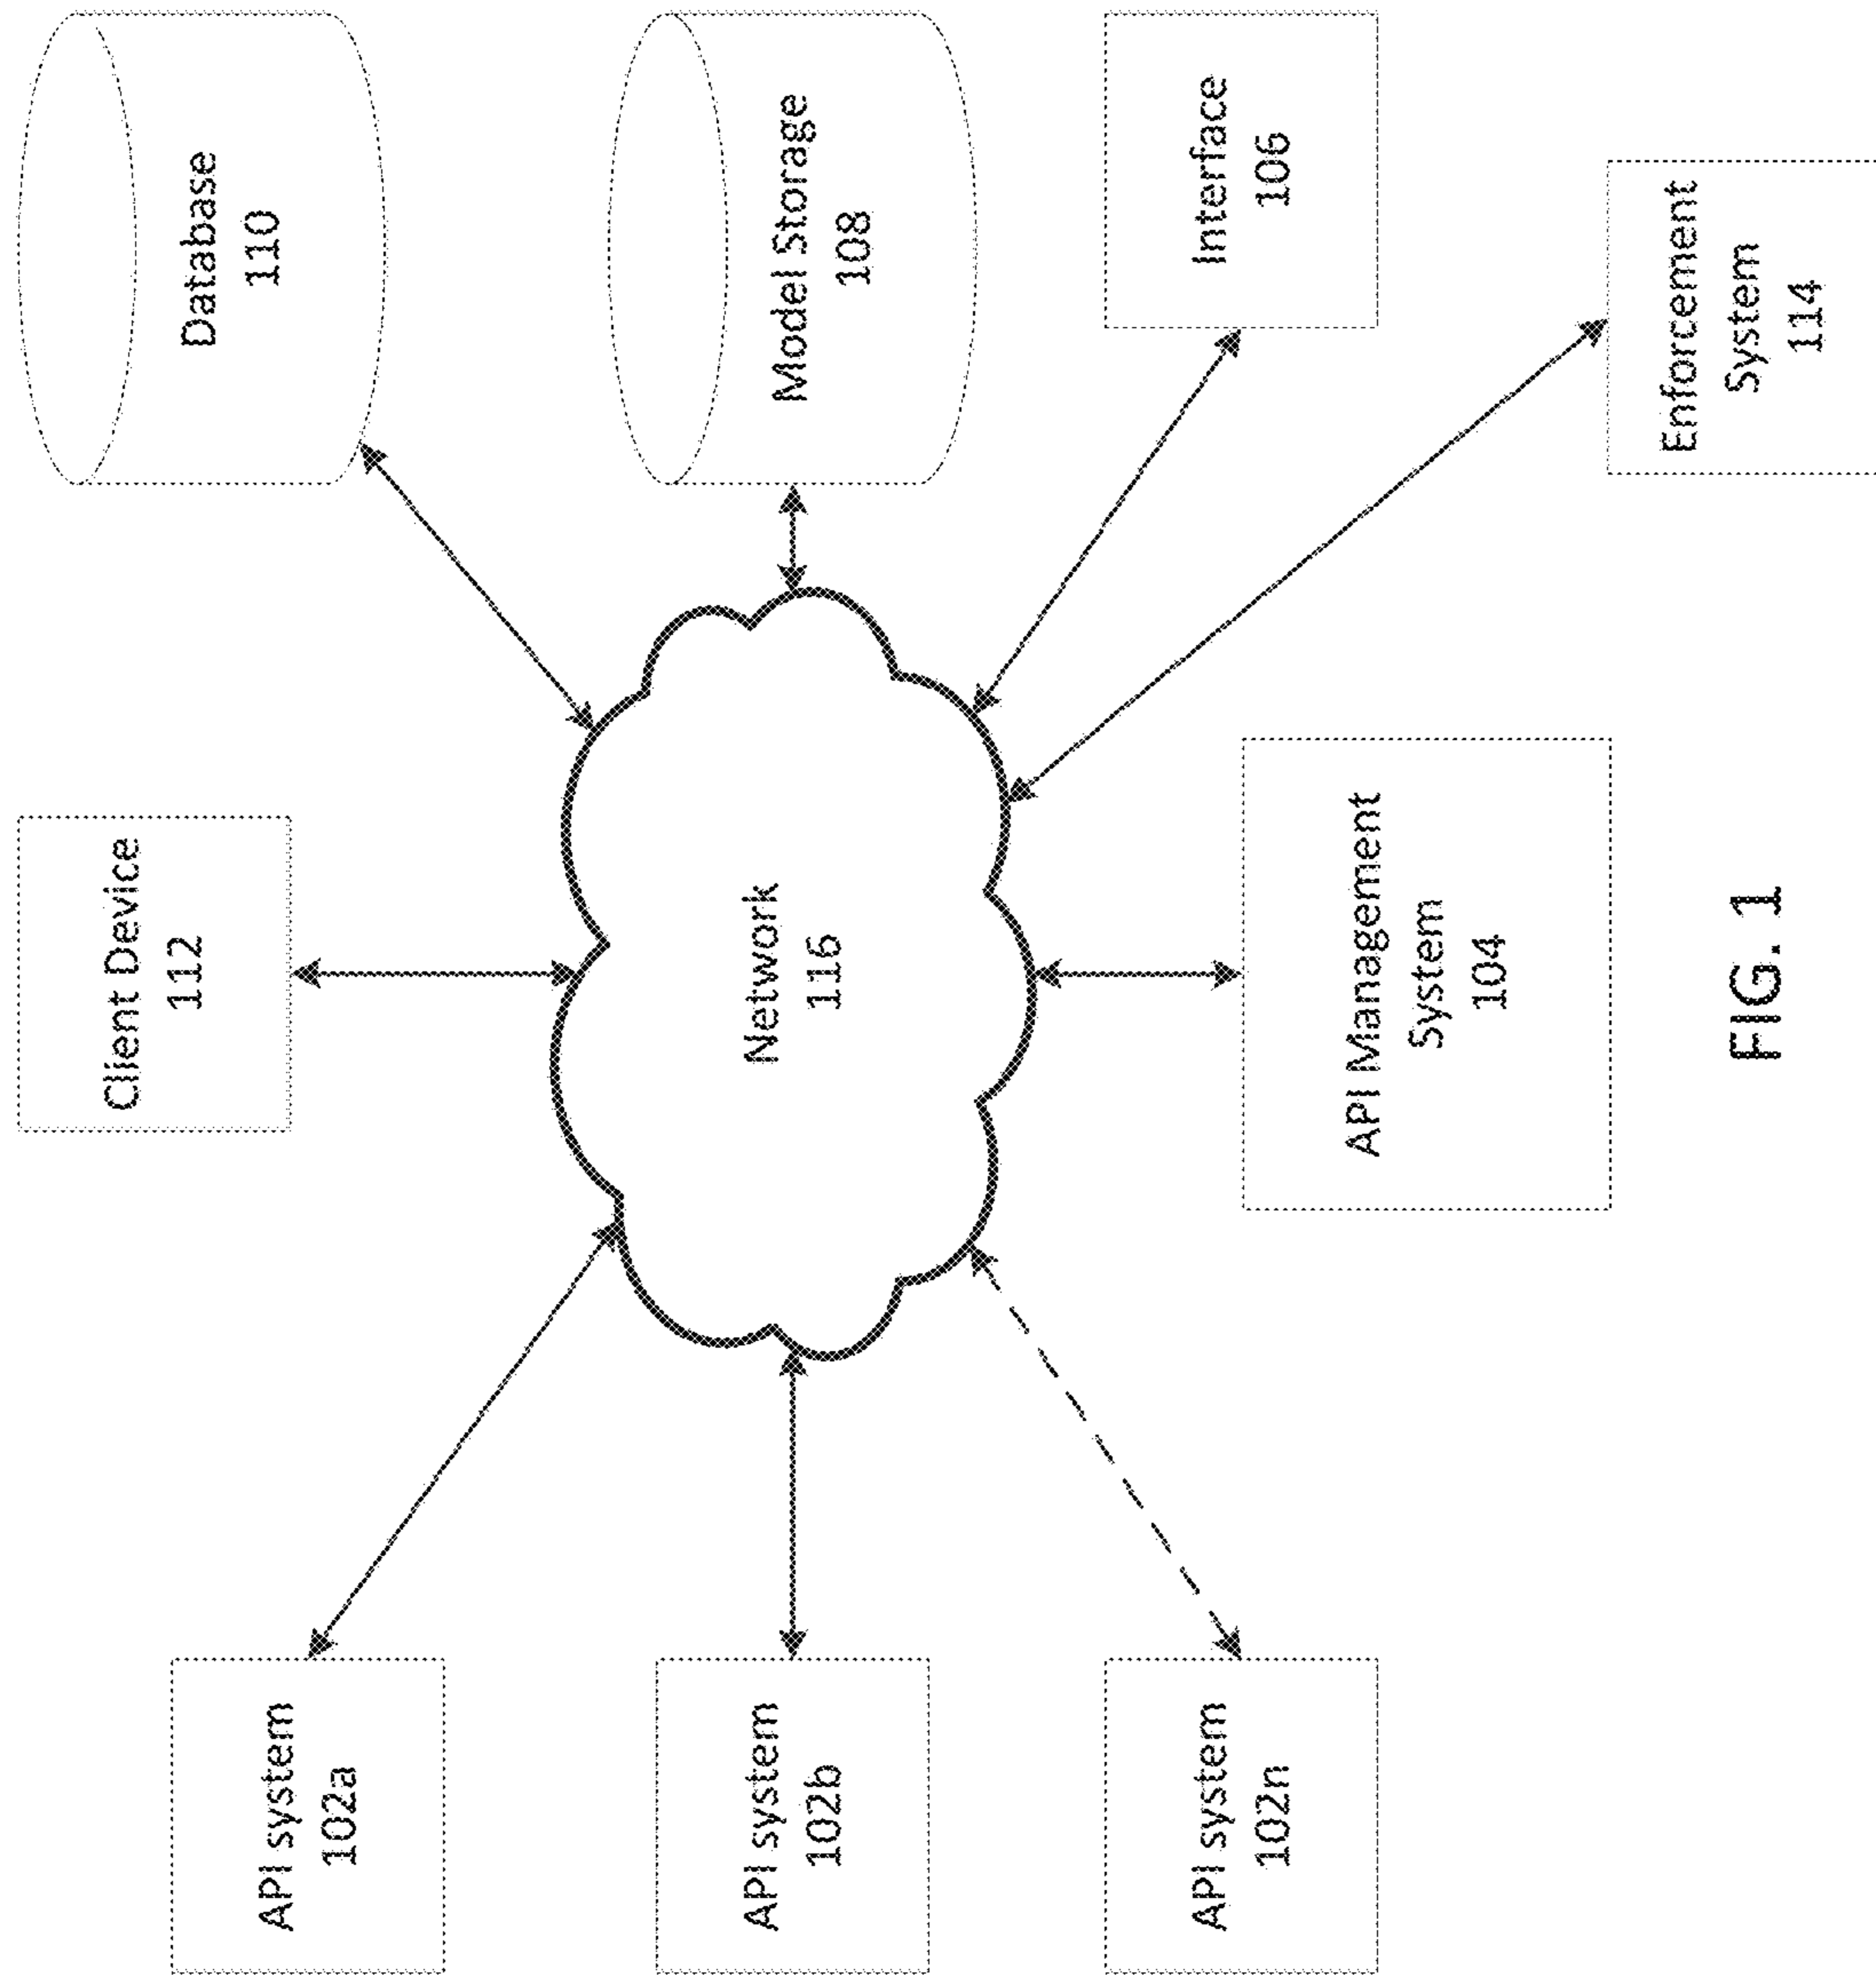 API system
102a
Client Device
112
Database
110
API system
102b
Network
116
Model Storage
108
API system
102n
API Management
System
104
Interface
106
Enforcement
System
114
FIG. 1